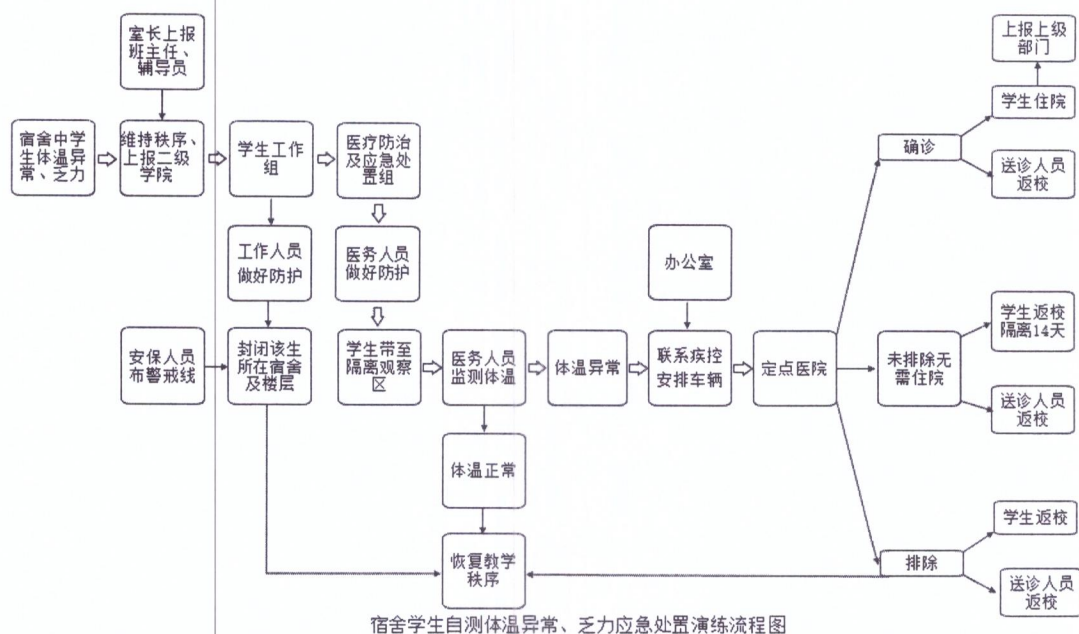 室长上报
班主任、
辅导员
宿舍中学
生体温异
常、乏力
维持秩序、
上报二级
学院
学生工作
组
医疗防治
及应急处
置组
工作人员
做好防护
医务人员
做好防护
安保人员
布警戒线
封闭该生
所在宿舍
及楼层
学生带至
隔离观察
区
医务人员
监测体温
体温异常
办公室
联系疾控
安排车辆
定点医院
体温正常
恢复教学
秩序
确诊
学生住院
上报上级
部门
送诊人员
返校
未排除无
需住院
学生返校
隔离14天
送诊人员
返校
排除
学生返校
送诊人员
返校
宿舍学生自测体温异常、乏力应急处置演练流程图